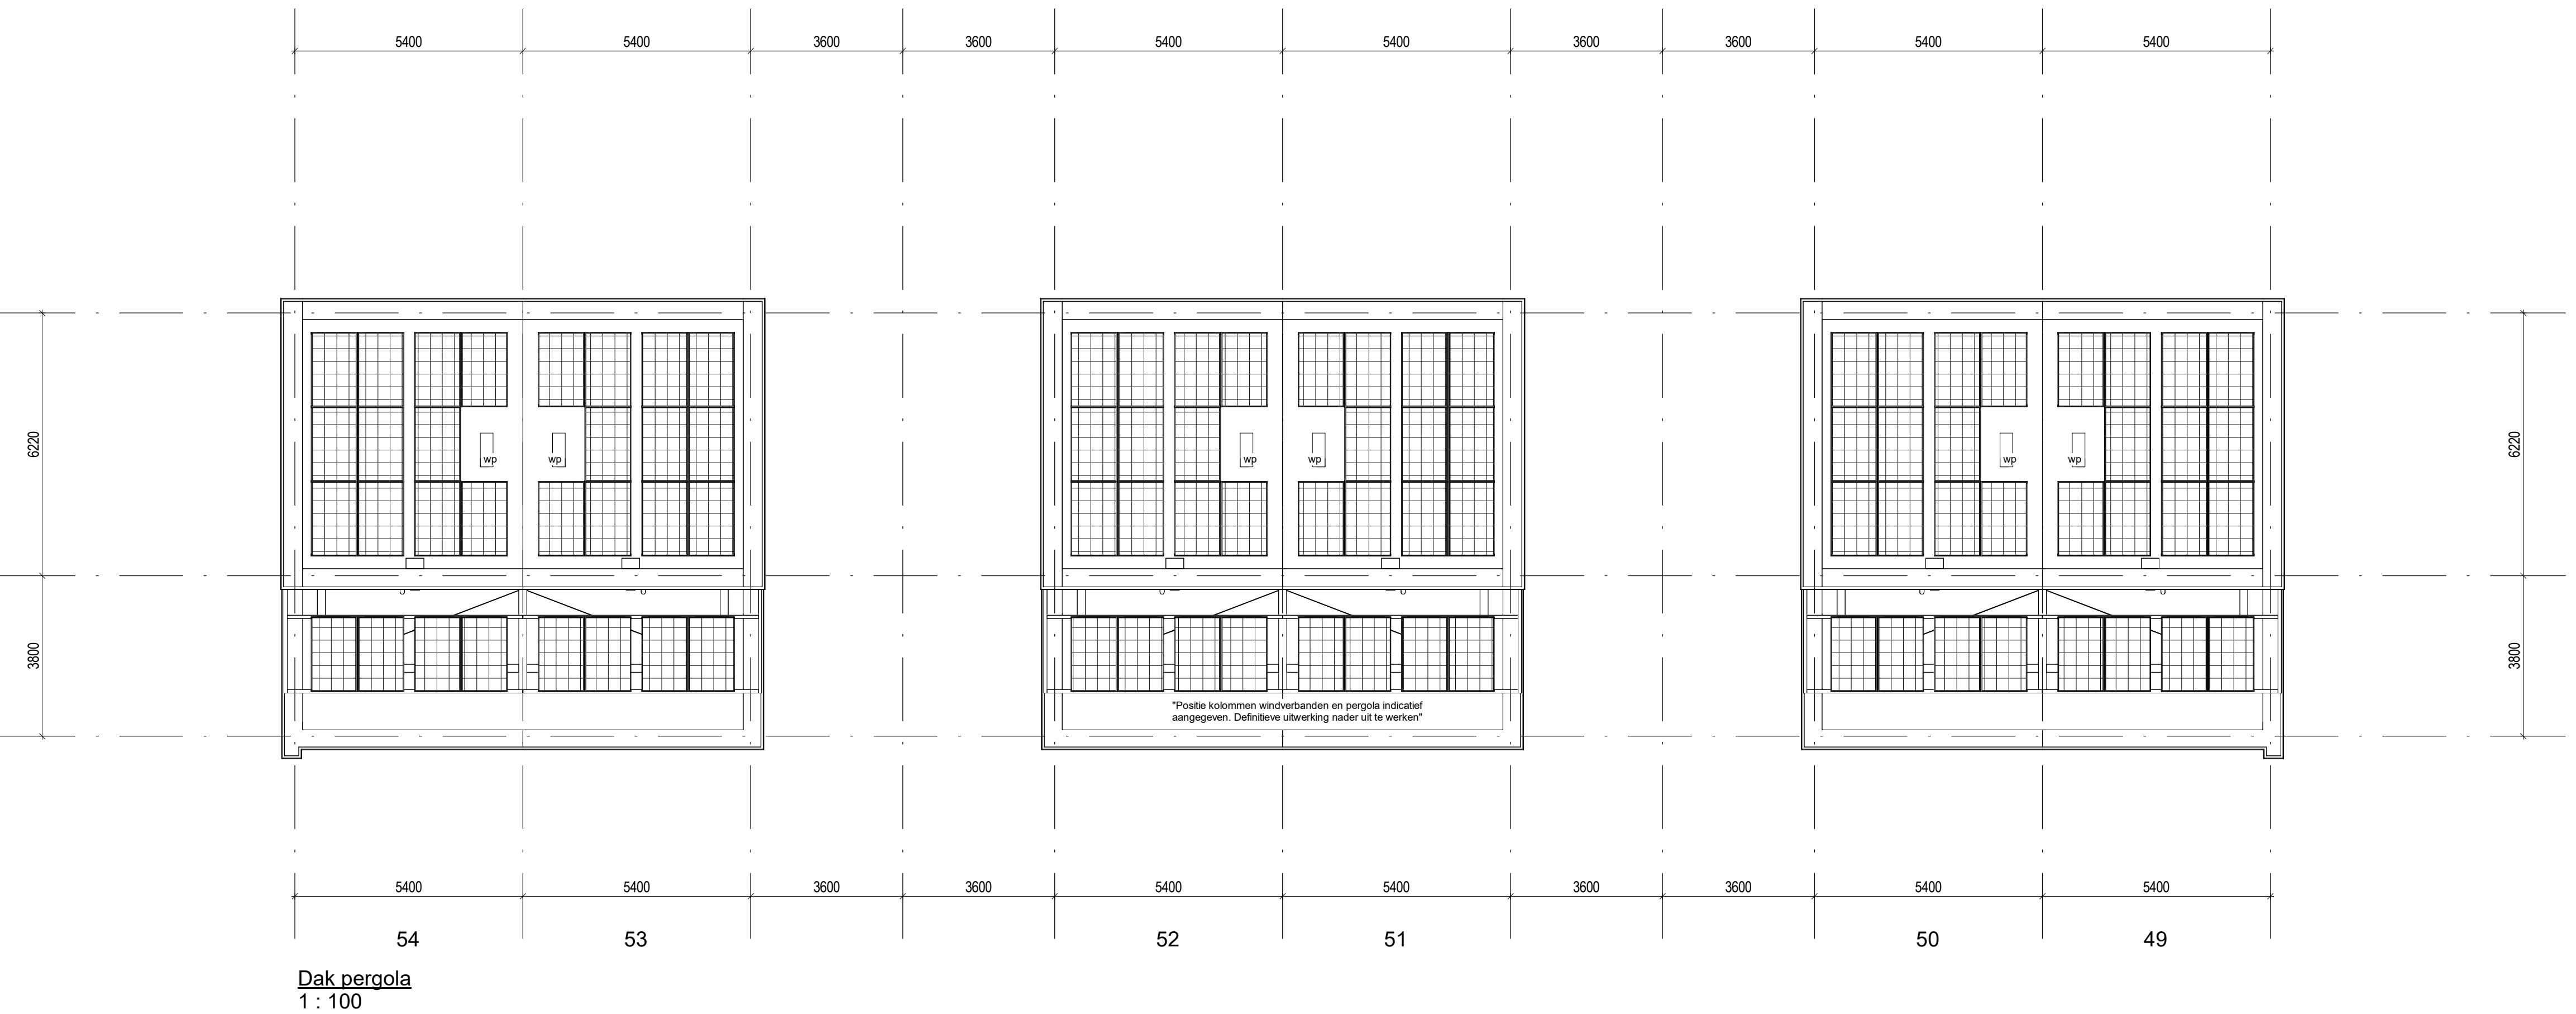 5400 5400 3600 3600 5400 5400 3600 3600 5400 5400
6220 6220
wp wp wp wp wp wp
3800 3800
"Positie kolommen windverbanden en pergola indicatief
aangegeven. Definitieve uitwerking nader uit te werken"
5400 5400 3600 3600 5400 5400 3600 3600 5400 5400
54 53 52 51 50 49
Dak pergola
1 : 100